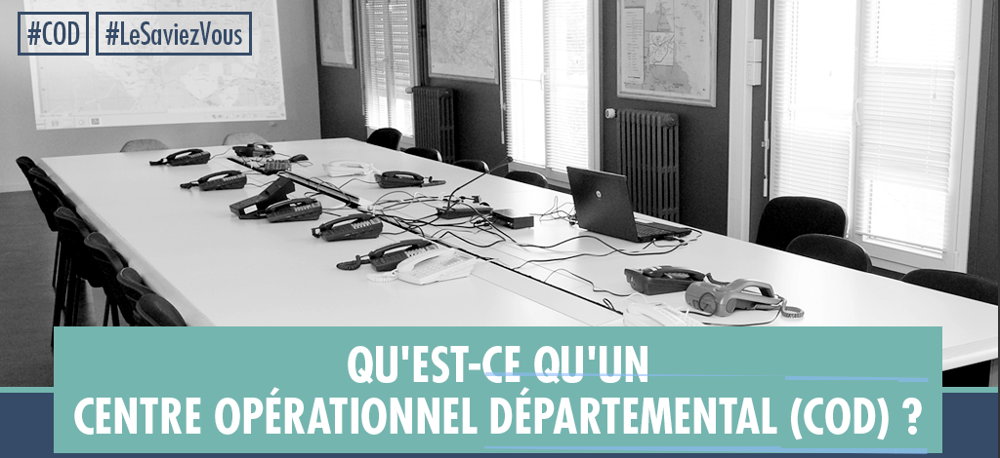 #COD #LeSaviezVous
QU'EST-CE QU'UN
CENTRE OPÉRATIONNEL DÉPARTEMENTAL (COD) ?